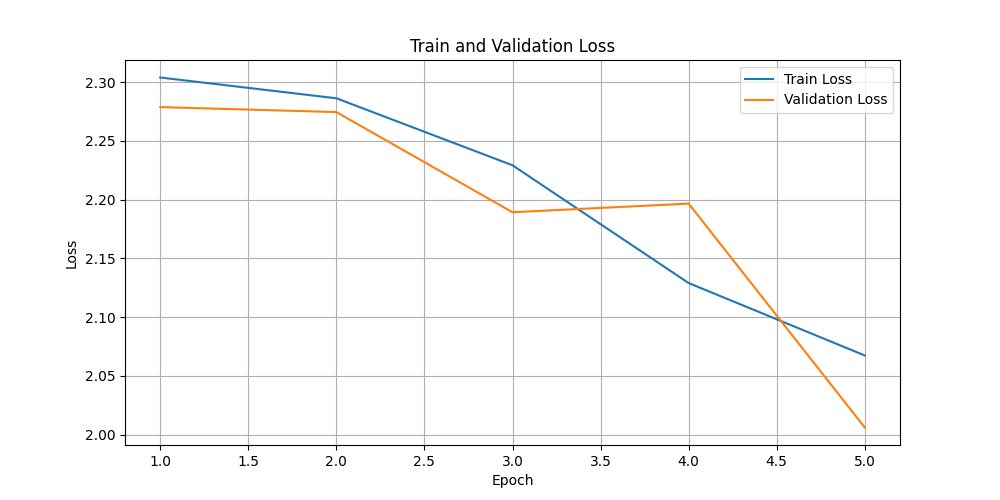 Train and Validation Loss
Train Loss
Validation Loss
2.30
2.25
2.20
2.15
2.10
2.05
2.00
Loss
1.0 1.5 2.0 2.5 3.0 3.5 4.0 4.5 5.0
Epoch